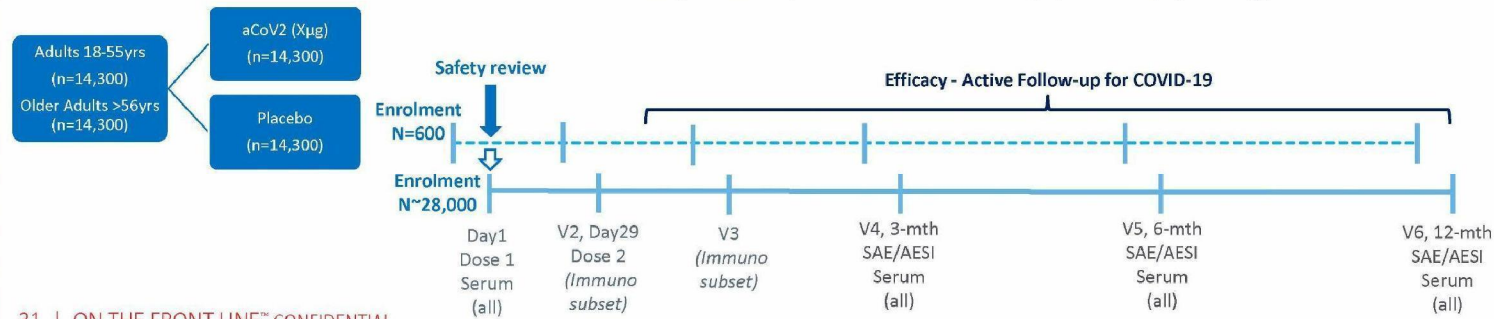 Adults 18-55yrs
(n=14,300)
Older Adults >56yrs
(n=14,300)
aCoV2 (Xµg)
(n=14,300)
Placebo
(n=14,300)
Safety review
Enrolment
N=600
Efficacy - Active Follow-up for COVID-19
Enrolment
N~28,000
Day1
Dose 1
Serum
(all)
V2, Day29
Dose 2
(Immuno
subset)
V3
(Immuno
subset)
V4, 3-mth
SAE/AESI
Serum
(all)
V5, 6-mth
SAE/AESI
Serum
(all)
V6, 12-mth
SAE/AESI
Serum
(all)
21 | ON THE FRONT LINE™ CONFIDENTIAL